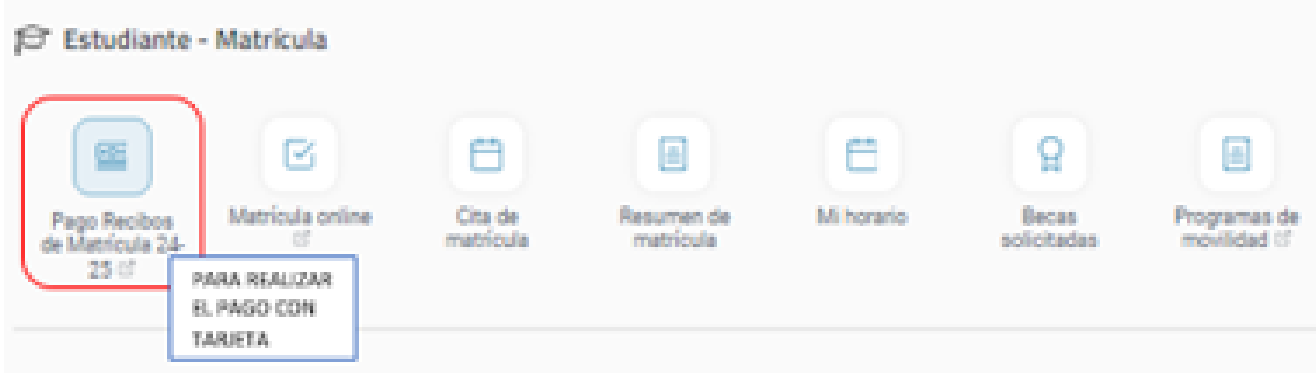 Estudiante - Matrícula
Pago Recibos
de Matrícula 24-
25
Matrícula online
Cita de
matrícula
Resumen de
matrícula
Mi horario
Becas
solicitadas
Programas de
movilidad
PARA REALIZAR
EL PAGO CON
TARJETA